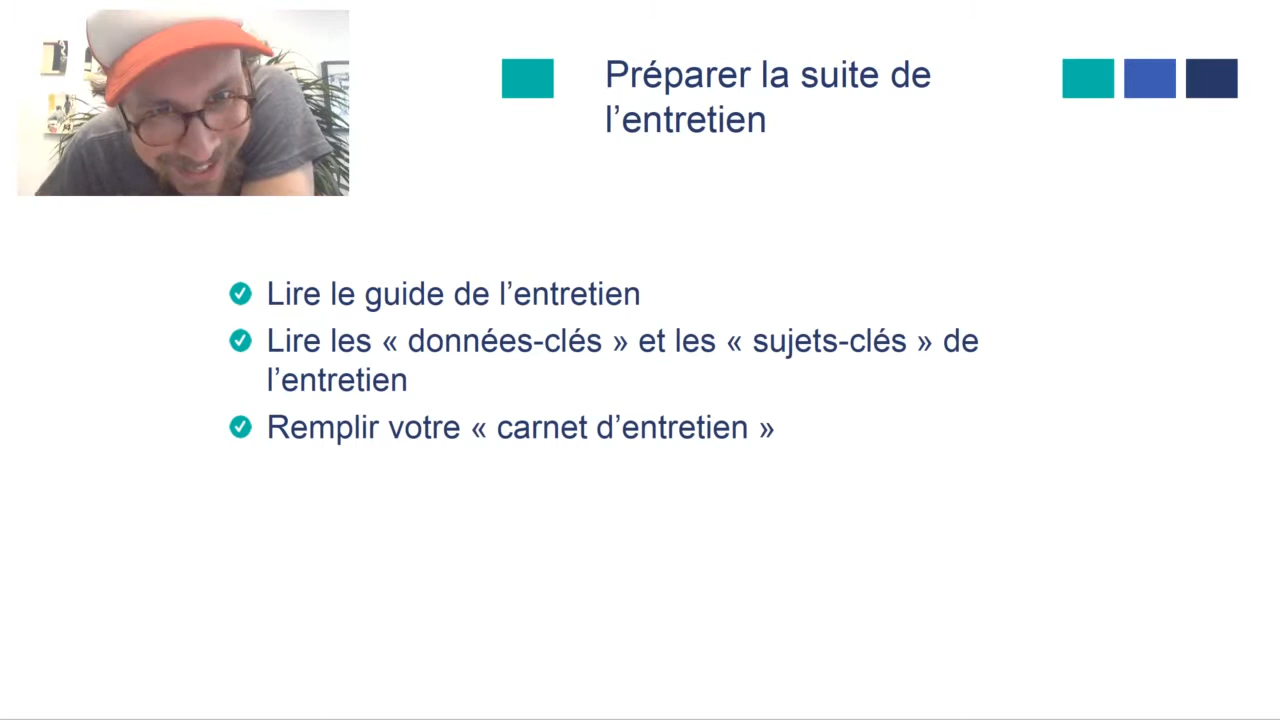 Préparer la suite de
l’entretien
Lire le guide de l’entretien
Lire les « données-clés » et les « sujets-clés » de
l’entretien
Remplir votre « carnet d’entretien »